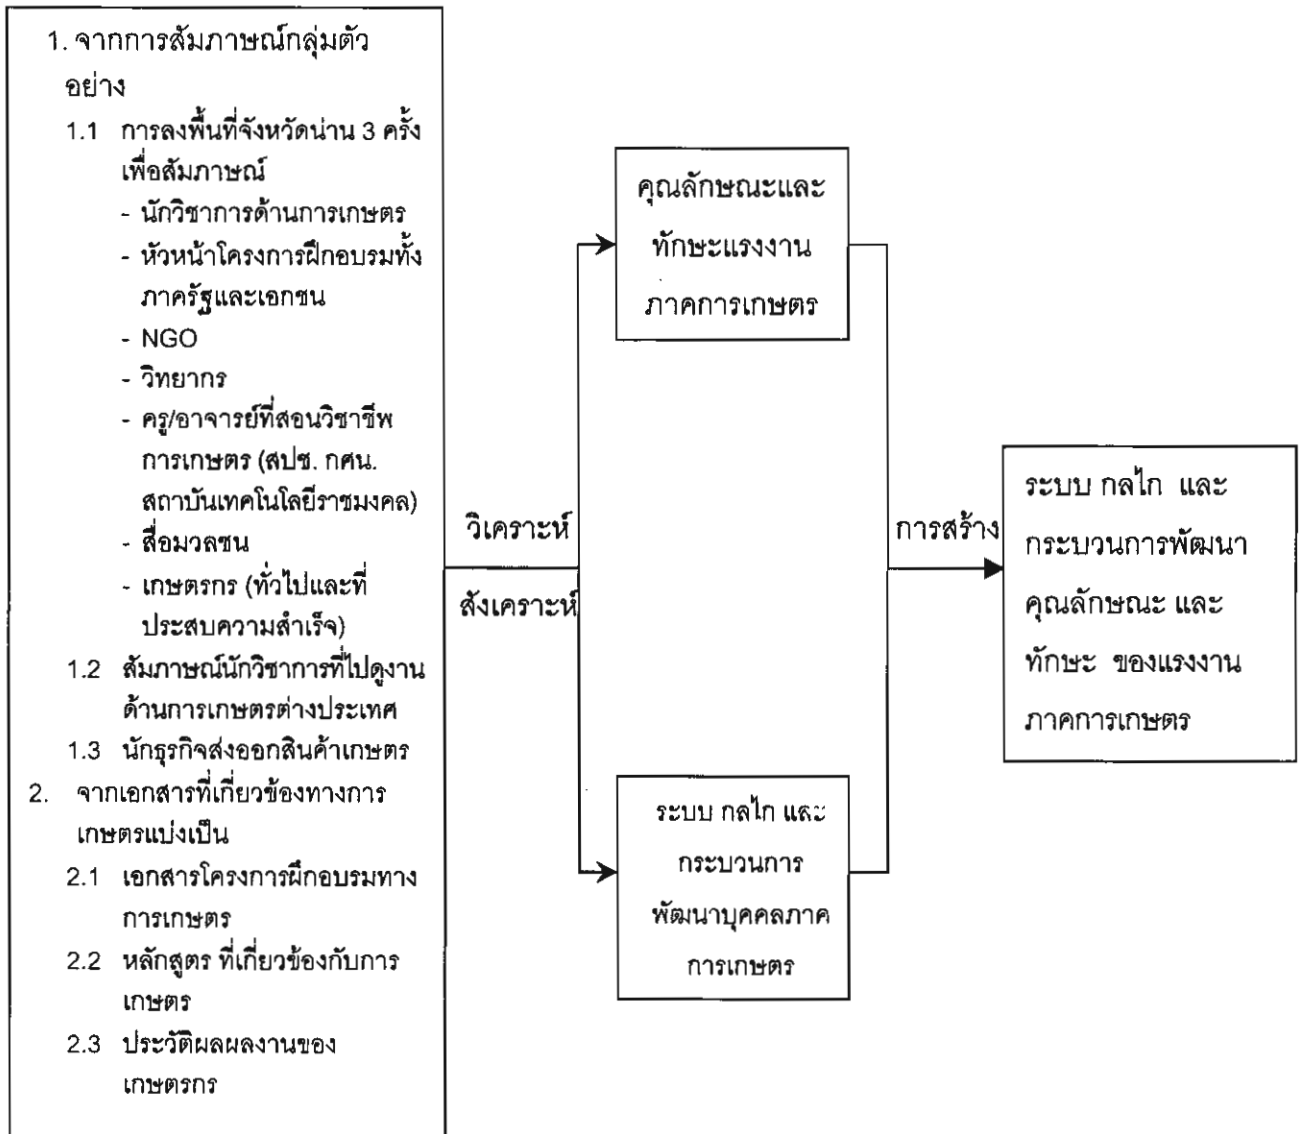 1. จากการสัมภาษณ์กลุ่มตัว
อย่าง
1.1 การลงพื้นที่จังหวัดน่าน 3 ครั้ง
เพื่อสัมภาษณ์
- นักวิชาการด้านการเกษตร
- หัวหน้าโครงการฝึกอบรมทั้ง
ภาครัฐและเอกชน
- NGO
- วิทยากร
- ครู/อาจารย์ที่สอนวิชาชีพ
การเกษตร (สปช. กศน.
สถาบันเทคโนโลยีราชมงคล)
- สื่อมวลชน
- เกษตรกร (ทั่วไปและที่
ประสบความสำเร็จ)
1.2 สัมภาษณ์นักวิชาการที่ไปดูงาน
ด้านการเกษตรต่างประเทศ
1.3 นักธุรกิจส่งออกสินค้าเกษตร
2. จากเอกสารที่เกี่ยวข้องทางการ
เกษตรแบ่งเป็น
2.1 เอกสารโครงการฝึกอบรมทาง
การเกษตร
2.2 หลักสูตร ที่เกี่ยวข้องกับการ
เกษตร
2.3 ประวัติผลผลงานของ
เกษตรกร
วิเคราะห์
สังเคราะห์
คุณลักษณะและ
ทักษะแรงงาน
ภาคการเกษตร
ระบบ กลไก และ
กระบวนการ
พัฒนาบุคคลภาค
การเกษตร
การสร้าง
ระบบ กลไก และ
กระบวนการพัฒนา
คุณลักษณะ และ
ทักษะ ของแรงงาน
ภาคการเกษตร